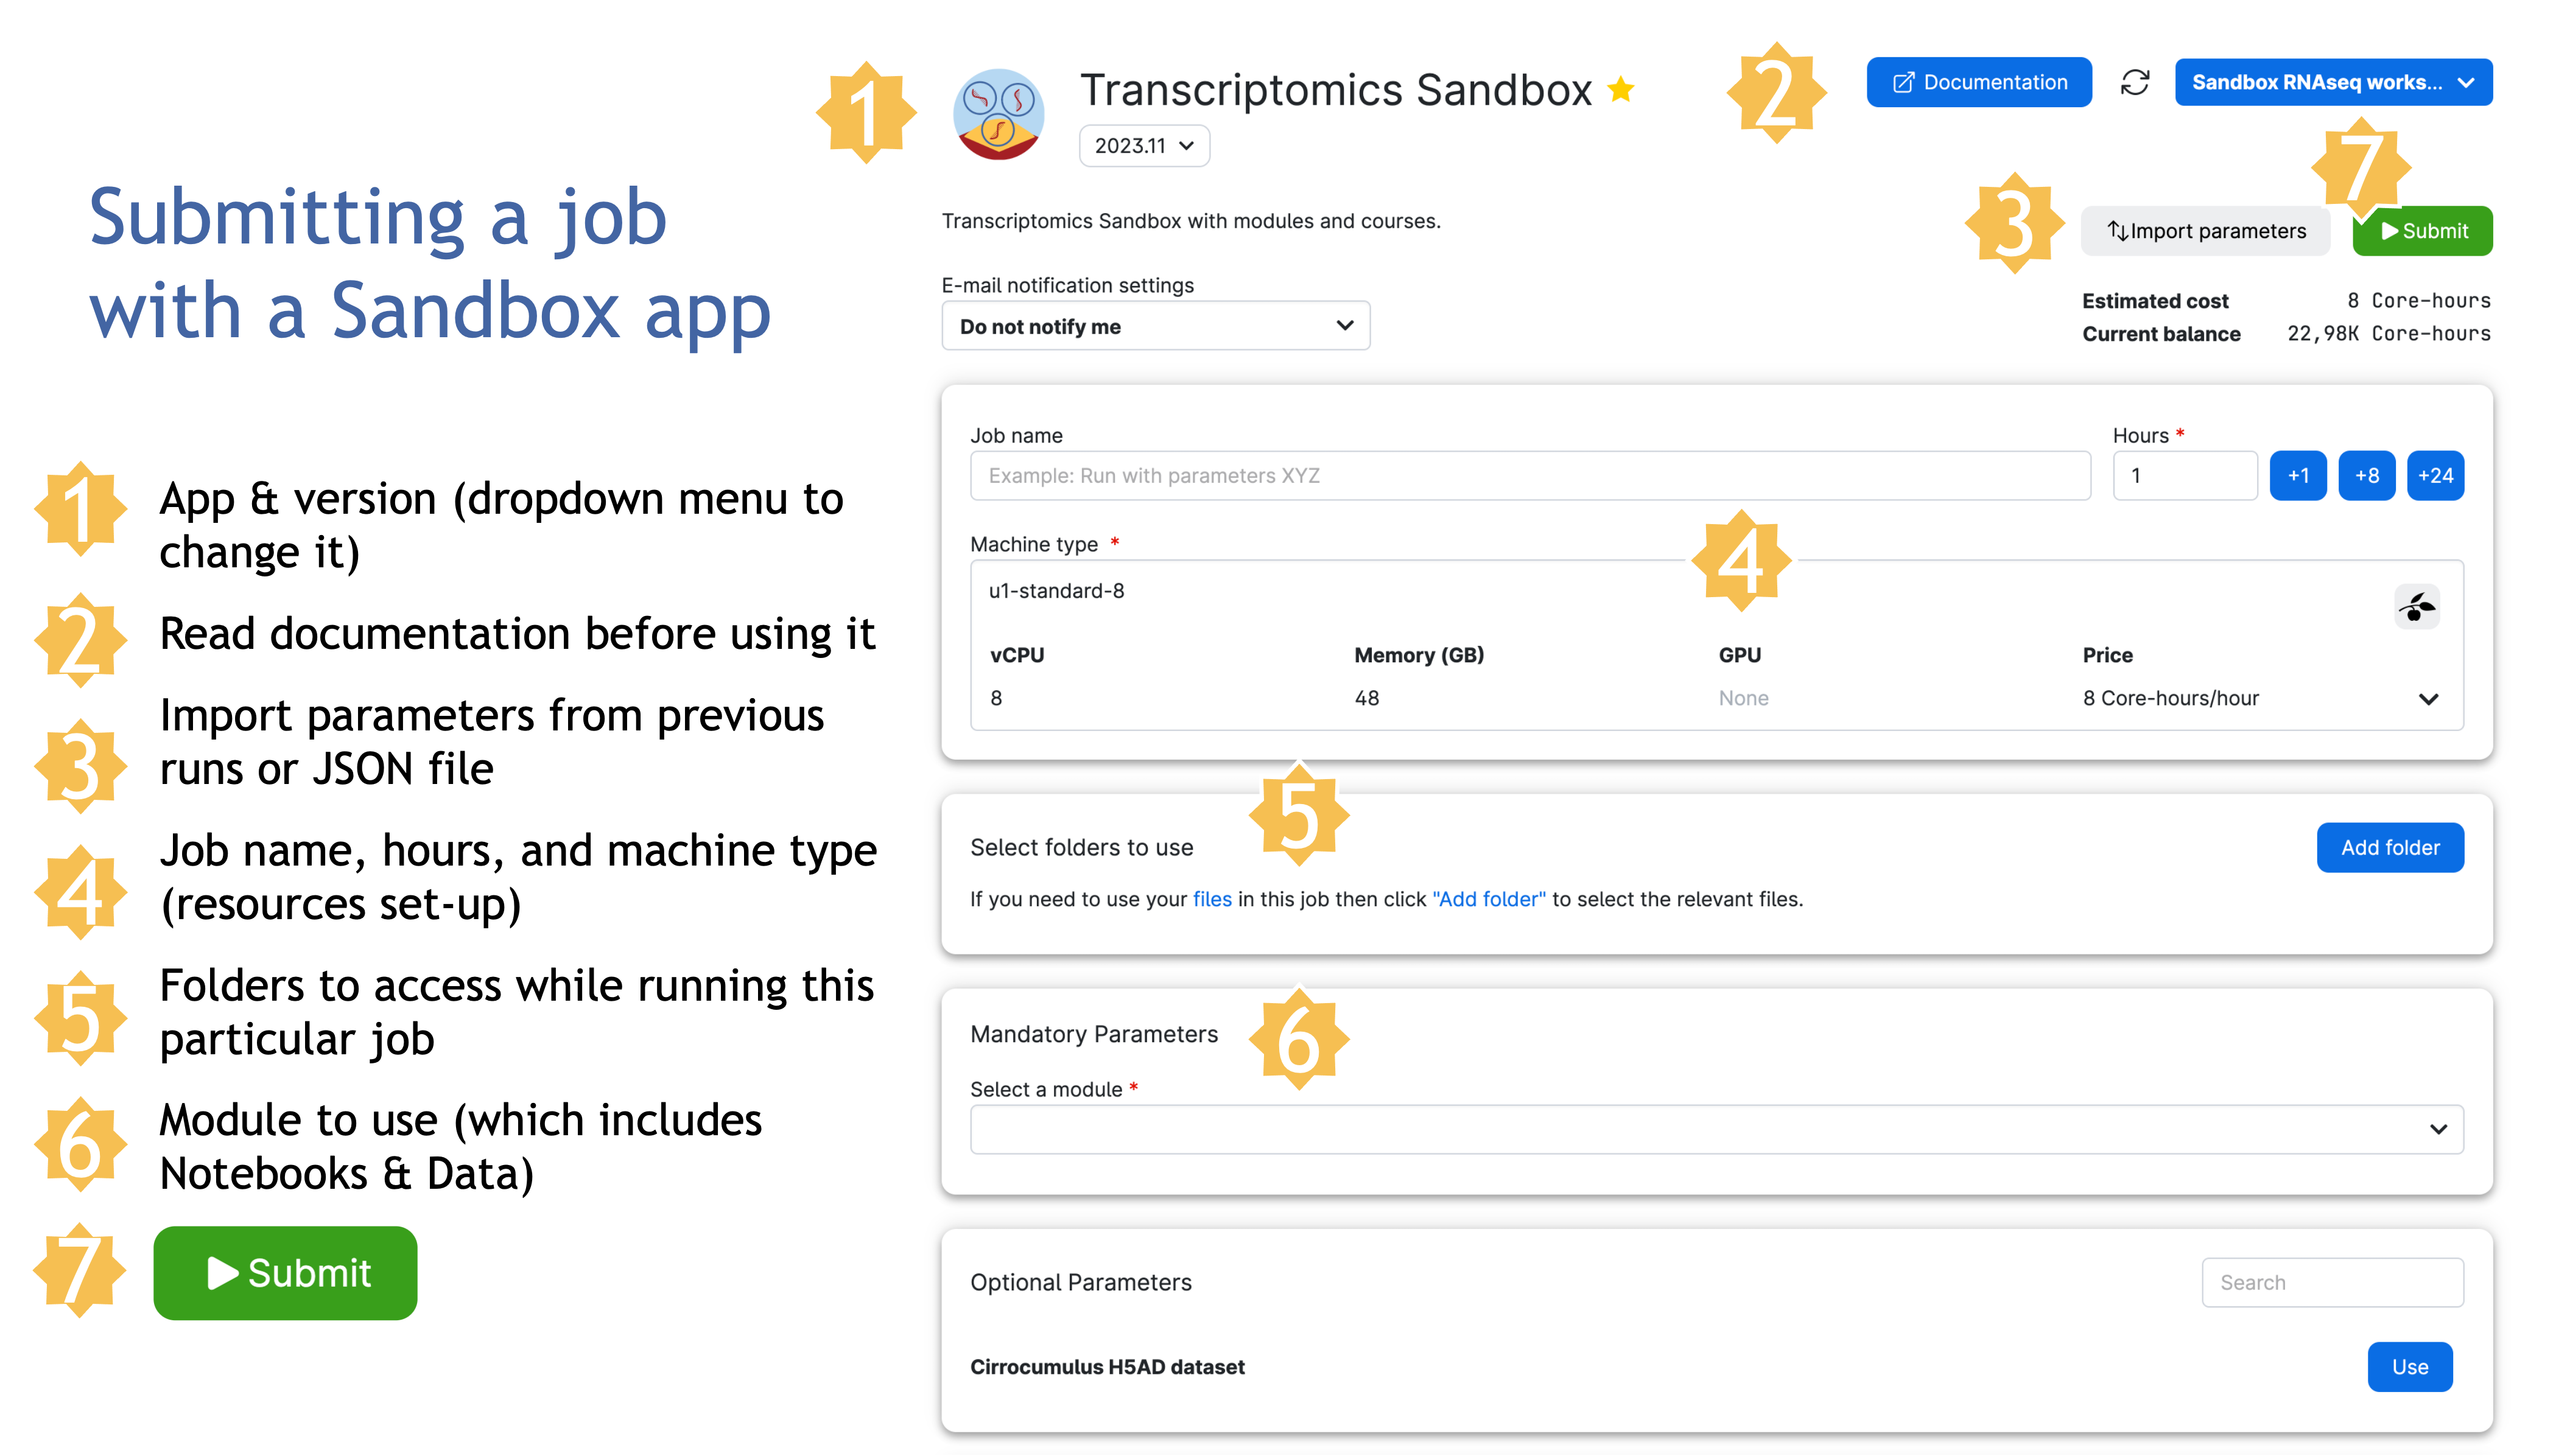 Submitting a job
with a Sandbox app
1
App & version (dropdown menu to
change it)
2
Read documentation before using it
3
Import parameters from previous
runs or JSON file
4
Job name, hours, and machine type
(resources set-up)
5
Folders to access while running this
particular job
6
Module to use (which includes
Notebooks & Data)
7
Submit
1
Transcriptomics Sandbox
2023.11
2
Documentation
Sandbox RNAseq works...
Transcriptomics Sandbox with modules and courses.
3
Import parameters
7
Submit
E-mail notification settings
Do not notify me
Estimated cost 8 Core-hours
Current balance 22,98K Core-hours
Job name
Example: Run with parameters XYZ
Hours *
1
+1
+8
+24
Machine type *
4
u1-standard-8
vCPU Memory (GB) GPU Price
8 48 None 8 Core-hours/hour
5
Select folders to use
Add folder
If you need to use your files in this job then click "Add folder" to select the relevant files.
6
Mandatory Parameters
Select a module *
Optional Parameters
Search
Cirrocumulus H5AD dataset
Use